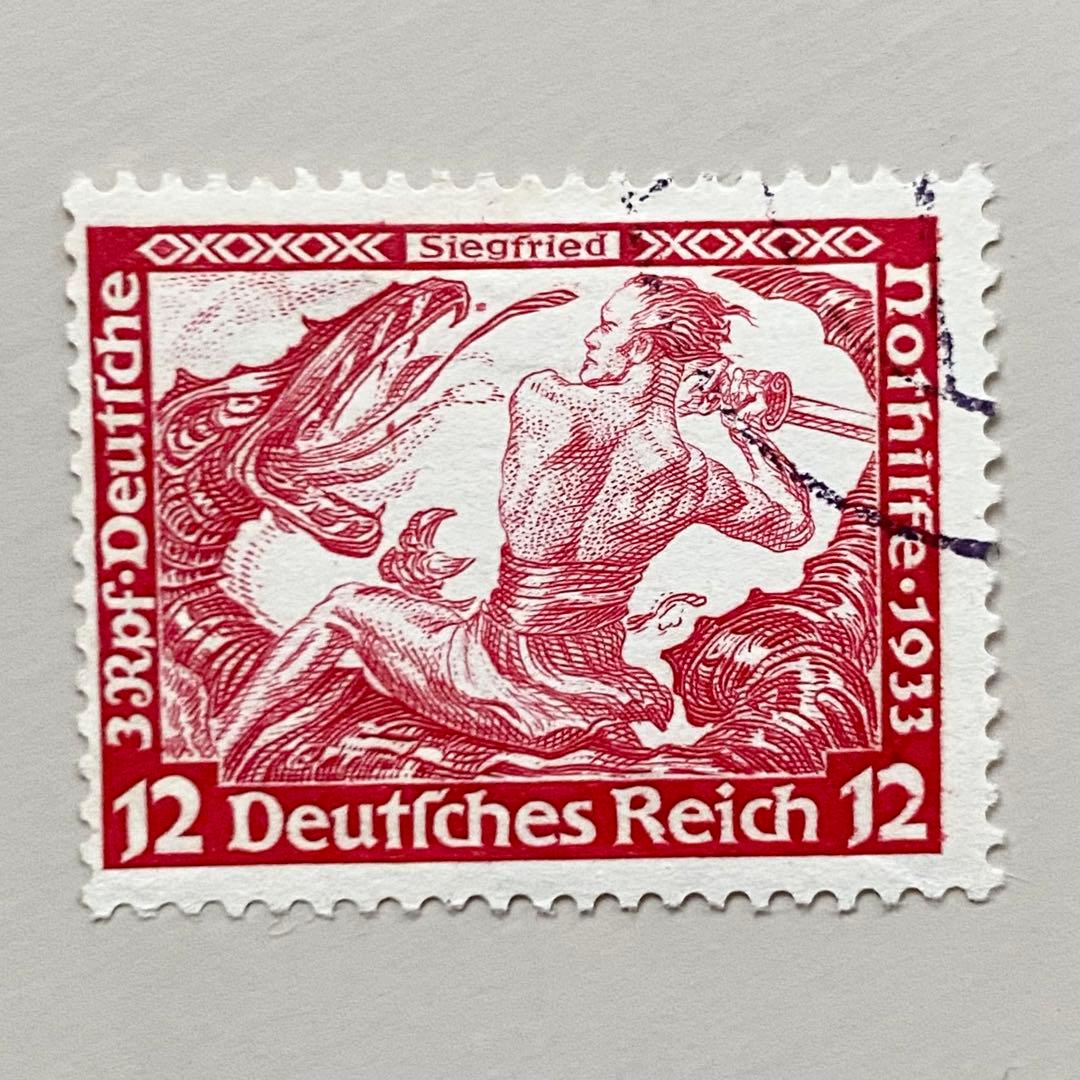 Siegfried
3 Rpf · Deutſche
Nothilfe · 1933
12 Deutſches Reich 12